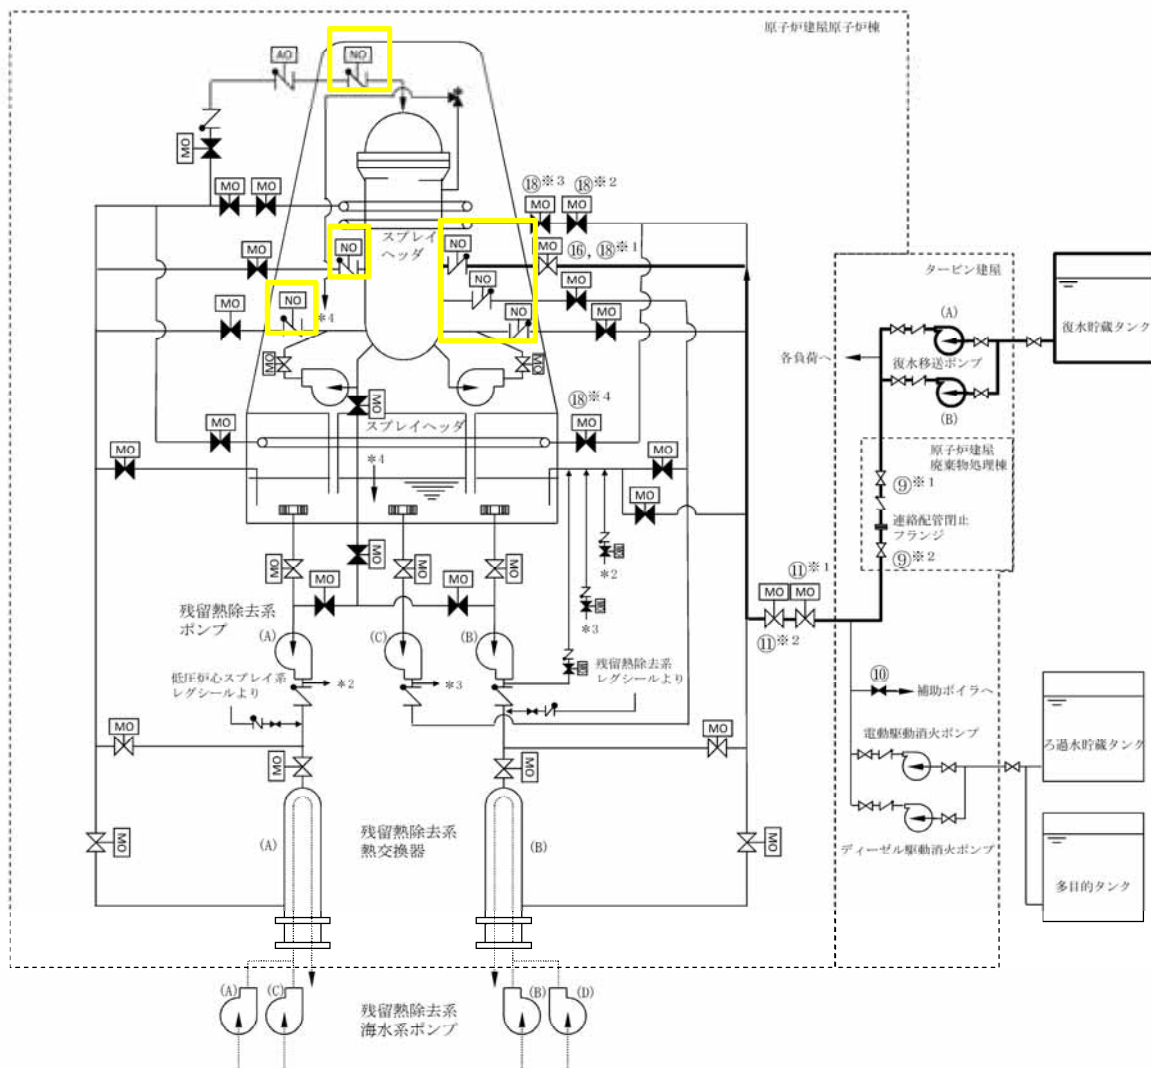 原子炉建屋原子炉棟
AO
NO
MO
*
MO
MO
⑱※3
⑱※2
MO
MO
スプレイ
ヘッダ
NO
NO
MO
⑯, ⑱※1
MO
NO
MO
タービン建屋
NO
MO
NO
MO
*4
MO
(A)
復水貯蔵タンク
MO
MO
各負荷へ
復水移送ポンプ
MO
(B)
⑱※4
スプレイヘッダ
MO
MO
原子炉建屋
廃棄物処理棟
*4
MO
MO
⑨※1
MO
連絡配管閉止
フランジ
⑨※2
MO
MO
MO
MO
*2
MO
MO
⑪※1
MO
MO
⑪※2
残留熱除去系
ポンプ
(A)
(C)
(B)
*3
低圧炉心スプレイ系
レグシールより
*2
*3
残留熱除去系
レグシールより
⑩
補助ボイラへ
MO
MO
電動駆動消火ポンプ
ろ過水貯蔵タンク
MO
MO
(A)
残留熱除去系
熱交換器
(B)
MO
MO
ディーゼル駆動消火ポンプ
多目的タンク
(A)
(C)
(B)
(D)
残留熱除去系
海水系ポンプ